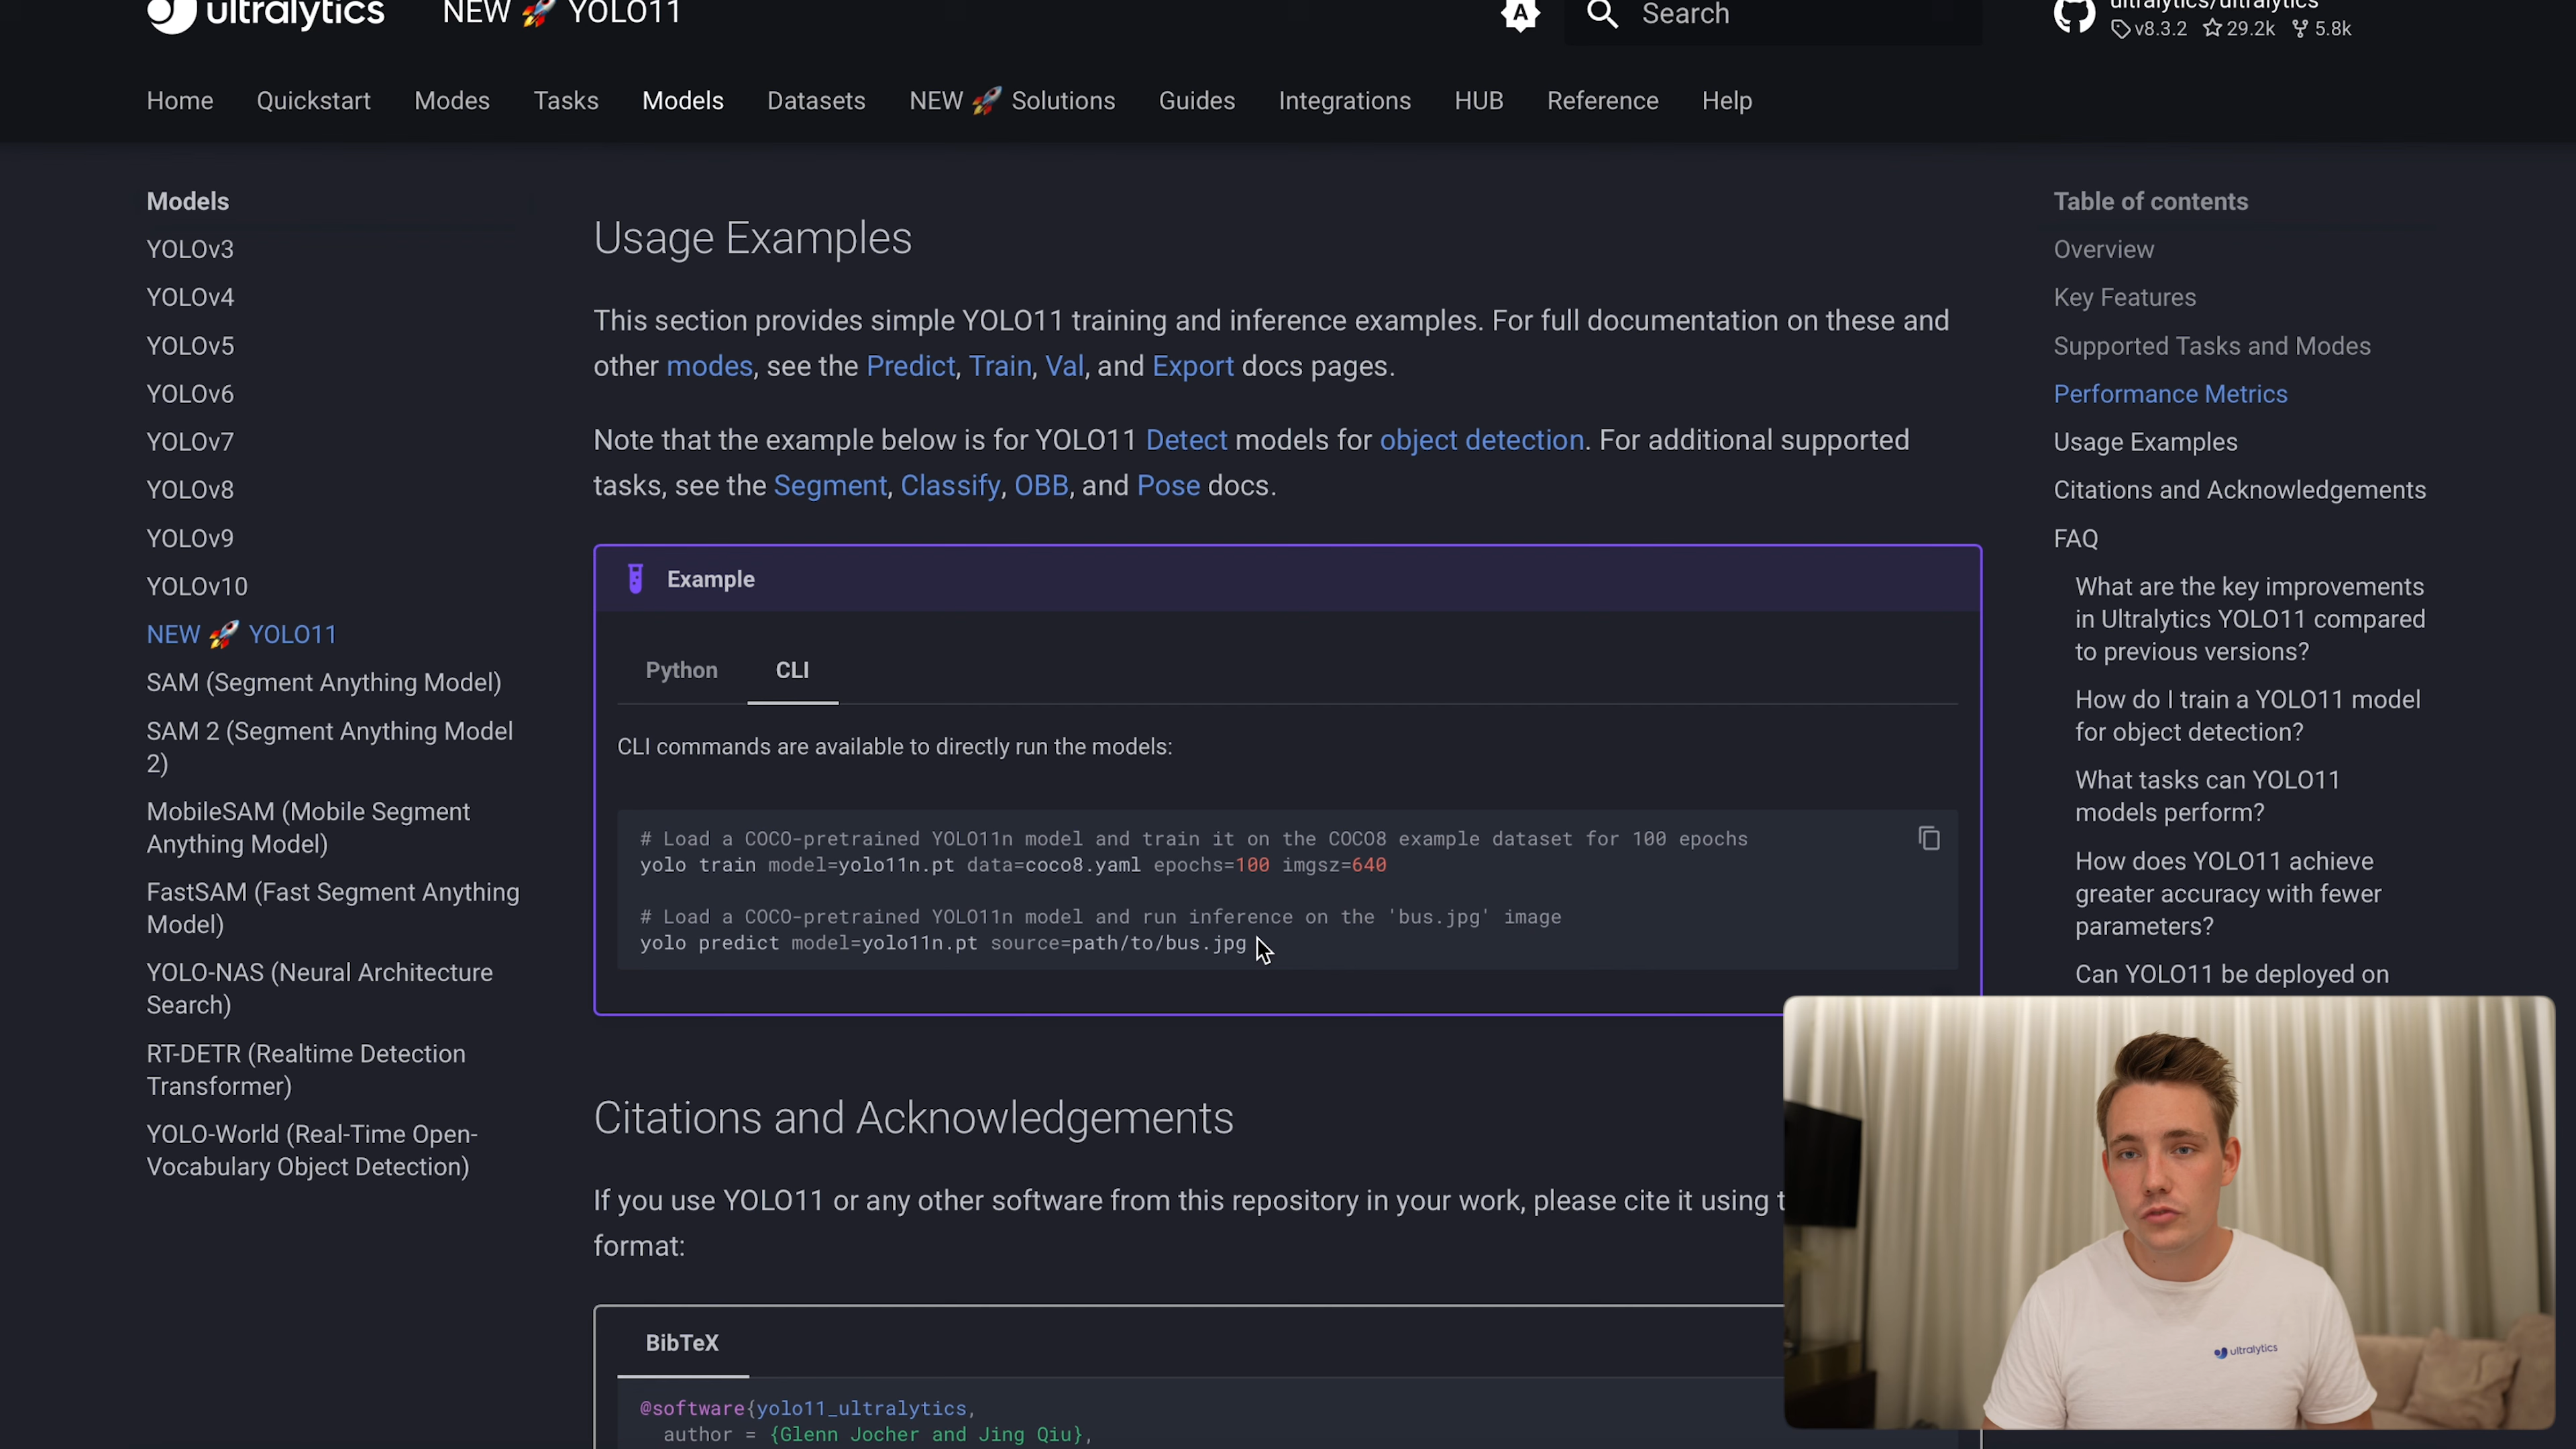 ultralytics
NEW 🚀 YOLO11
Search
ultralytics/ultralytics
v8.3.2 29.2k 5.8k
Home Quickstart Modes Tasks Models Datasets NEW 🚀 Solutions Guides Integrations HUB Reference Help
Models
YOLOv3
YOLOv4
YOLOv5
YOLOv6
YOLOv7
YOLOv8
YOLOv9
YOLOv10
NEW 🚀 YOLO11
SAM (Segment Anything Model)
SAM 2 (Segment Anything Model
2)
MobileSAM (Mobile Segment
Anything Model)
FastSAM (Fast Segment Anything
Model)
YOLO-NAS (Neural Architecture
Search)
RT-DETR (Realtime Detection
Transformer)
YOLO-World (Real-Time Open-
Vocabulary Object Detection)
Usage Examples
This section provides simple YOLO11 training and inference examples. For full documentation on these and
other modes, see the Predict, Train, Val, and Export docs pages.
Note that the example below is for YOLO11 Detect models for object detection. For additional supported
tasks, see the Segment, Classify, OBB, and Pose docs.
Example
Python CLI
CLI commands are available to directly run the models:
# Load a COCO-pretrained YOLO11n model and train it on the COCO8 example dataset for 100 epochs
yolo train model=yolo11n.pt data=coco8.yaml epochs=100 imgsz=640
# Load a COCO-pretrained YOLO11n model and run inference on the 'bus.jpg' image
yolo predict model=yolo11n.pt source=path/to/bus.jpg
Citations and Acknowledgements
If you use YOLO11 or any other software from this repository in your work, please cite it using
format:
BibTeX
@software{yolo11_ultralytics,
author = {Glenn Jocher and Jing Qiu},
Table of contents
Overview
Key Features
Supported Tasks and Modes
Performance Metrics
Usage Examples
Citations and Acknowledgements
FAQ
What are the key improvements
in Ultralytics YOLO11 compared
to previous versions?
How do I train a YOLO11 model
for object detection?
What tasks can YOLO11
models perform?
How does YOLO11 achieve
greater accuracy with fewer
parameters?
Can YOLO11 be deployed on
ultralytics